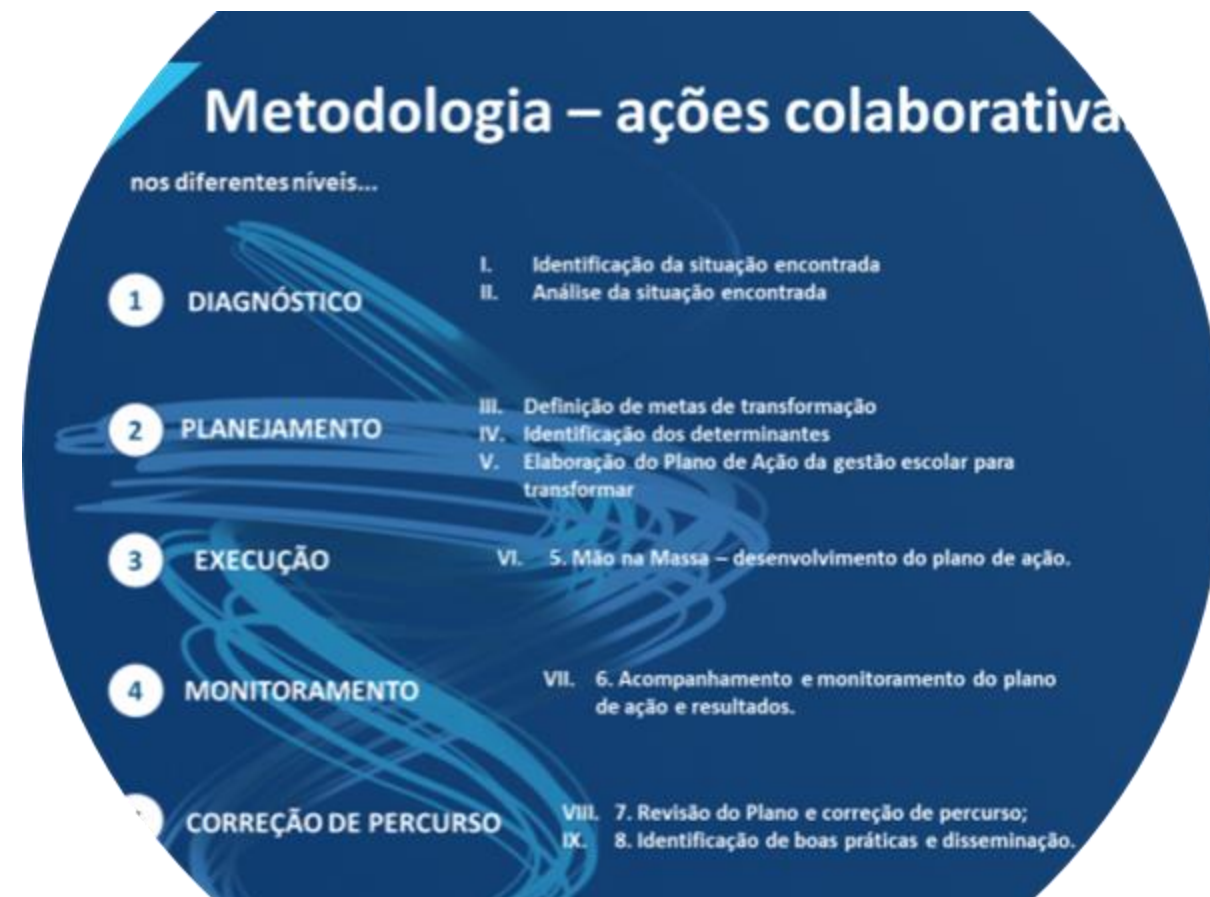 Metodologia – ações colaborativa
nos diferentes níveis...
1 DIAGNÓSTICO
I. Identificação da situação encontrada
II. Análise da situação encontrada
2 PLANEJAMENTO
III. Definição de metas de transformação
IV. Identificação dos determinantes
V. Elaboração do Plano de Ação da gestão escolar para
transformar
3 EXECUÇÃO
VI. 5. Mão na Massa – desenvolvimento do plano de ação.
4 MONITORAMENTO
VII. 6. Acompanhamento e monitoramento do plano
de ação e resultados.
CORREÇÃO DE PERCURSO
VIII. 7. Revisão do Plano e correção de percurso;
IX. 8. Identificação de boas práticas e disseminação.